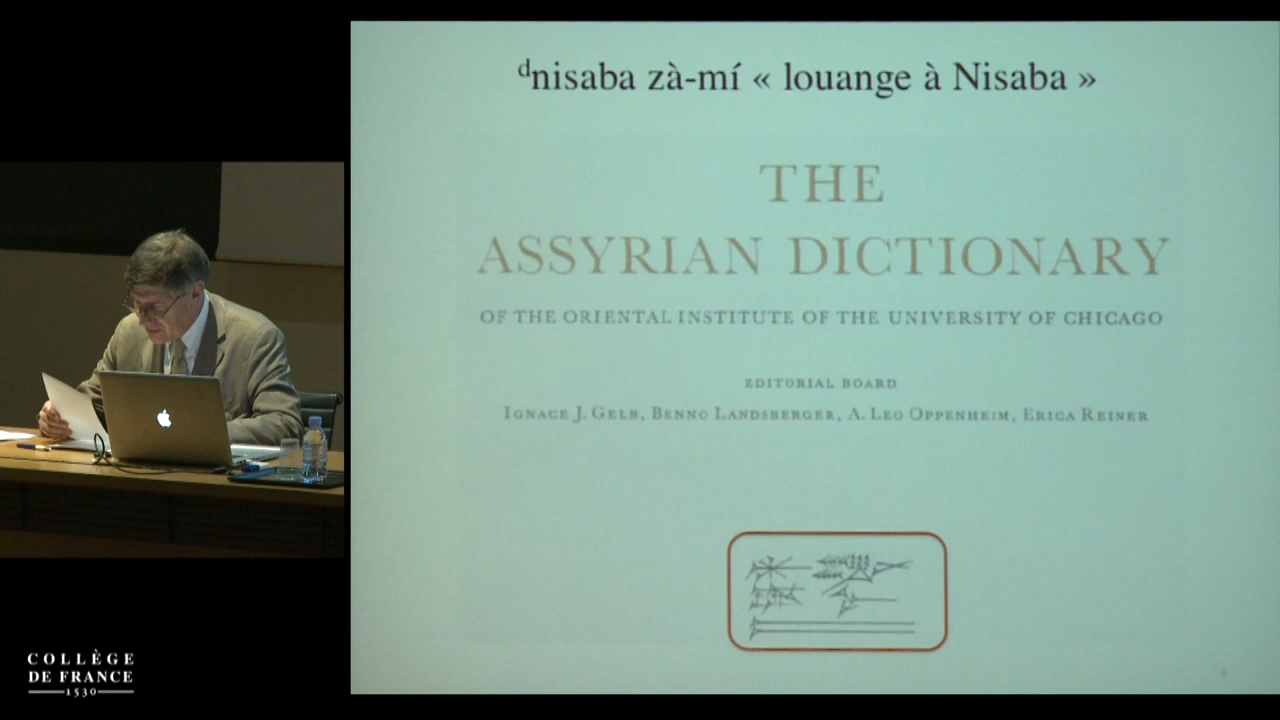 ᵈnisaba zà-mí « louange à Nisaba »
THE
ASSYRIAN DICTIONARY
OF THE ORIENTAL INSTITUTE OF THE UNIVERSITY OF CHICAGO
EDITORIAL BOARD
IGNACE J. GELB, BENNO LANDSBERGER, A. LEO OPPENHEIM, ERICA REINER
4
COLLÈGE
DE FRANCE
1530